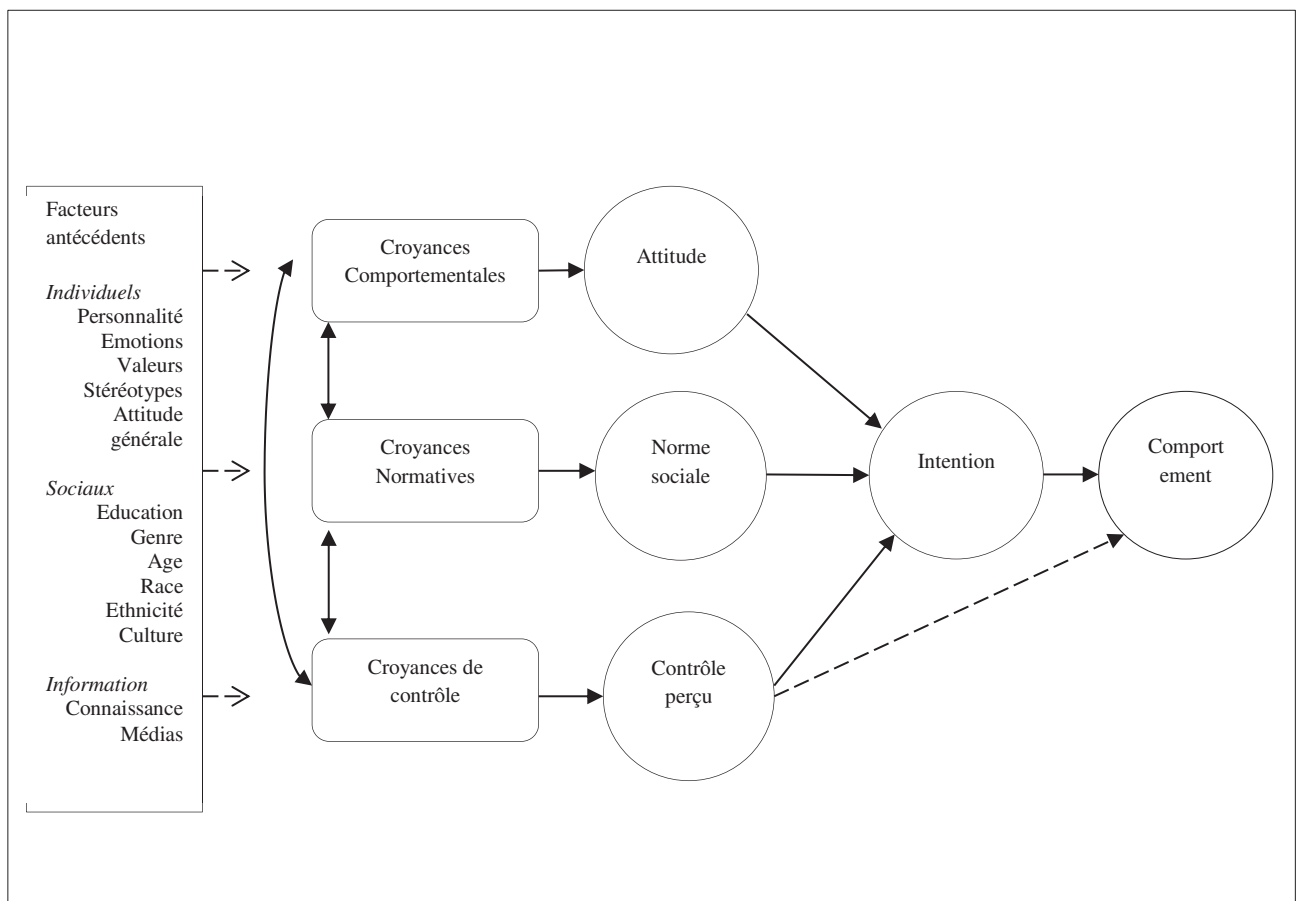 Facteurs
antécédents
Individuels
Personnalité
Emotions
Valeurs
Stéréotypes
Attitude
générale
Sociaux
Education
Genre
Age
Race
Ethnicité
Culture
Information
Connaissance
Médias
Croyances
Comportementales
Croyances
Normatives
Croyances de
contrôle
Attitude
Norme
sociale
Contrôle
perçu
Intention
Comport
ement